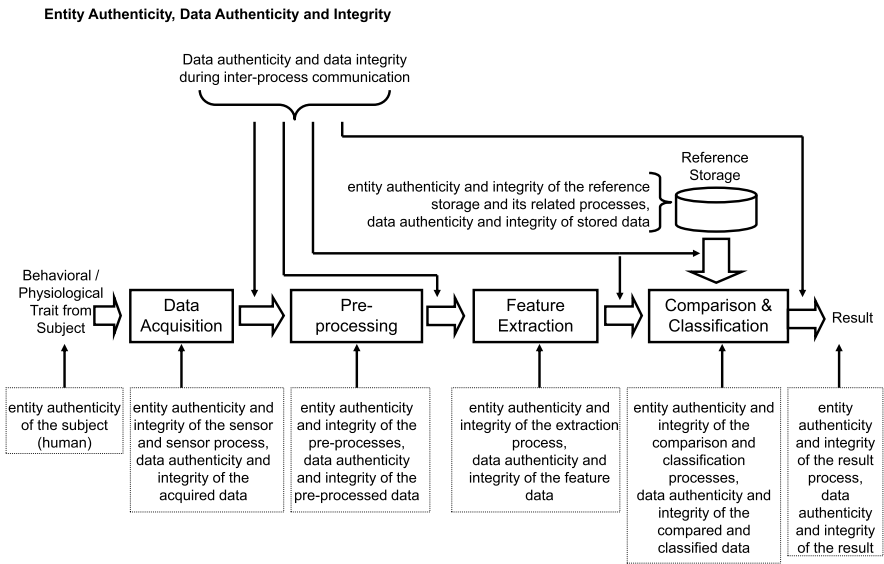 Entity Authenticity, Data Authenticity and Integrity
Data authenticity and data integrity
during inter-process communication
Reference
Storage
entity authenticity and integrity of the reference
storage and its related processes,
data authenticity and integrity of stored data
Behavioral /
Physiological
Trait from
Subject
Data
Acquisition
Pre-
processing
Feature
Extraction
Comparison &
Classification
Result
entity authenticity
of the subject
(human)
entity authenticity and
integrity of the sensor
and sensor process,
data authenticity and
integrity of the
acquired data
entity authenticity
and integrity of the
pre-processes,
data authenticity
and integrity of the
pre-processed data
entity authenticity and
integrity of the extraction
process,
data authenticity and
integrity of the feature
data
entity authenticity and
integrity of the
comparison and
classification
processes,
data authenticity and
integrity of the
compared and
classified data
entity
authenticity
and integrity
of the result
process,
data
authenticity
and integrity
of the result